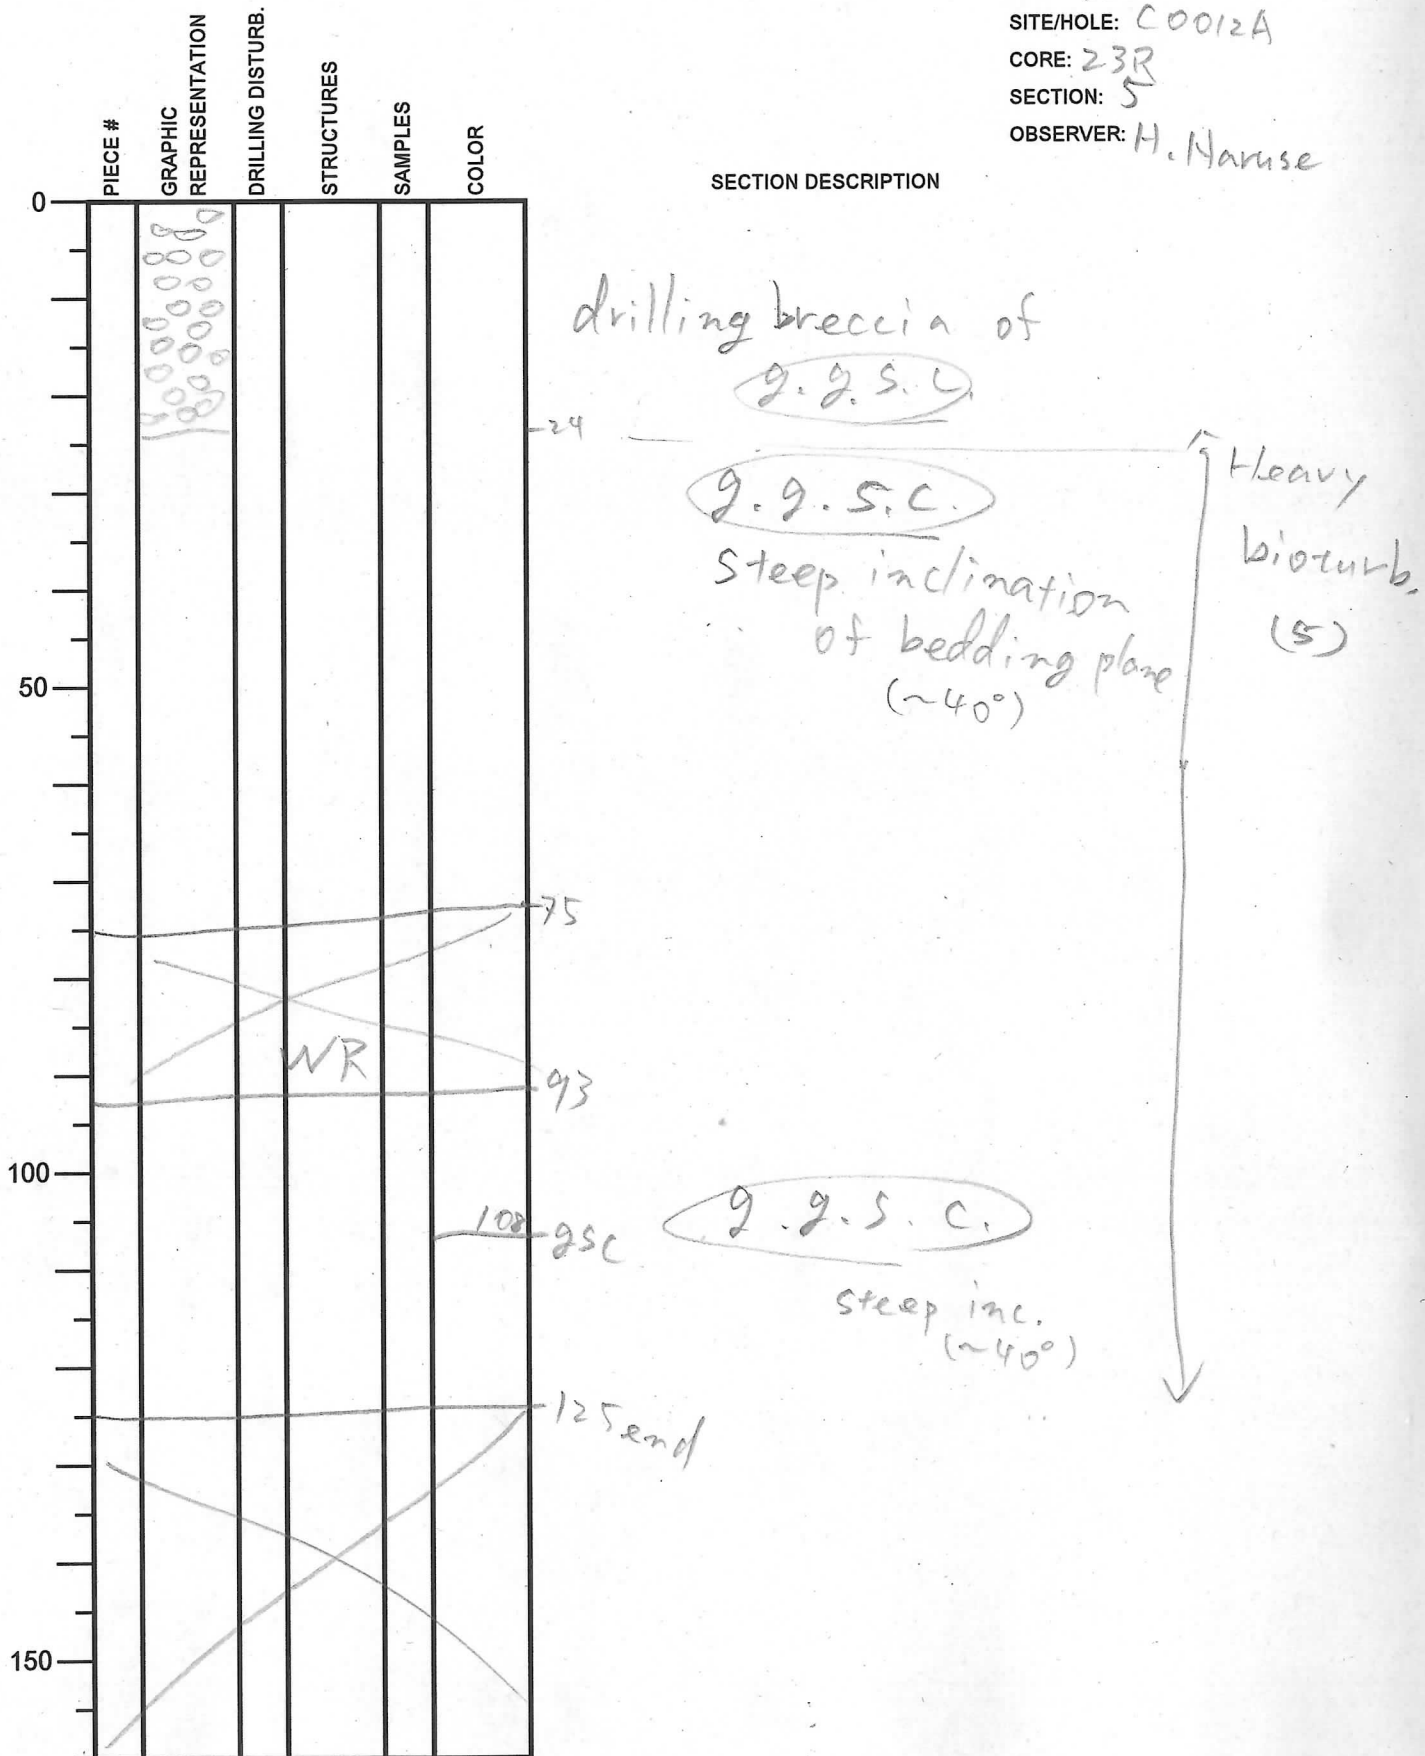 SITE/HOLE: C0012A
CORE: 23R
SECTION: 5
OBSERVER: H. Naruse
PIECE #
GRAPHIC REPRESENTATION
DRILLING DISTURB.
STRUCTURES
SAMPLES
COLOR
SECTION DESCRIPTION
0
drilling breccia of
g.g.s.c.
24
Heavy
bioturb.
(5)
g.g.s.c.
steep inclination
of bedding plane
(~40°)
50
75
WR
93
100
108
gsc
g.g.s.c.
steep inc.
(~40°)
125 end
150